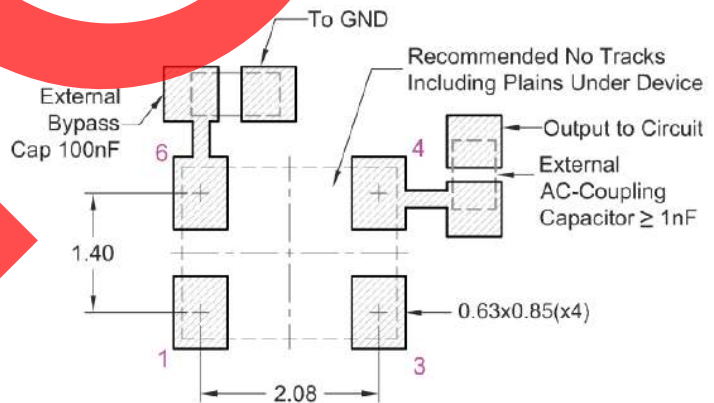 To GND
Recommended No Tracks
Including Plains Under Device
External
Bypass
Cap 100nF
6
4
Output to Circuit
External
AC-Coupling
Capacitor ≥ 1nF
1.40
0.63x0.85(x4)
1
3
2.08